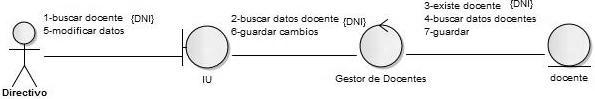 1-buscar docente {DNI}
5-modificar datos
2-buscar datos docente {DNI}
6-guardar cambios
3-existe docente {DNI}
4-buscar datos docentes
7-guardar
Directivo
IU
Gestor de Docentes
docente